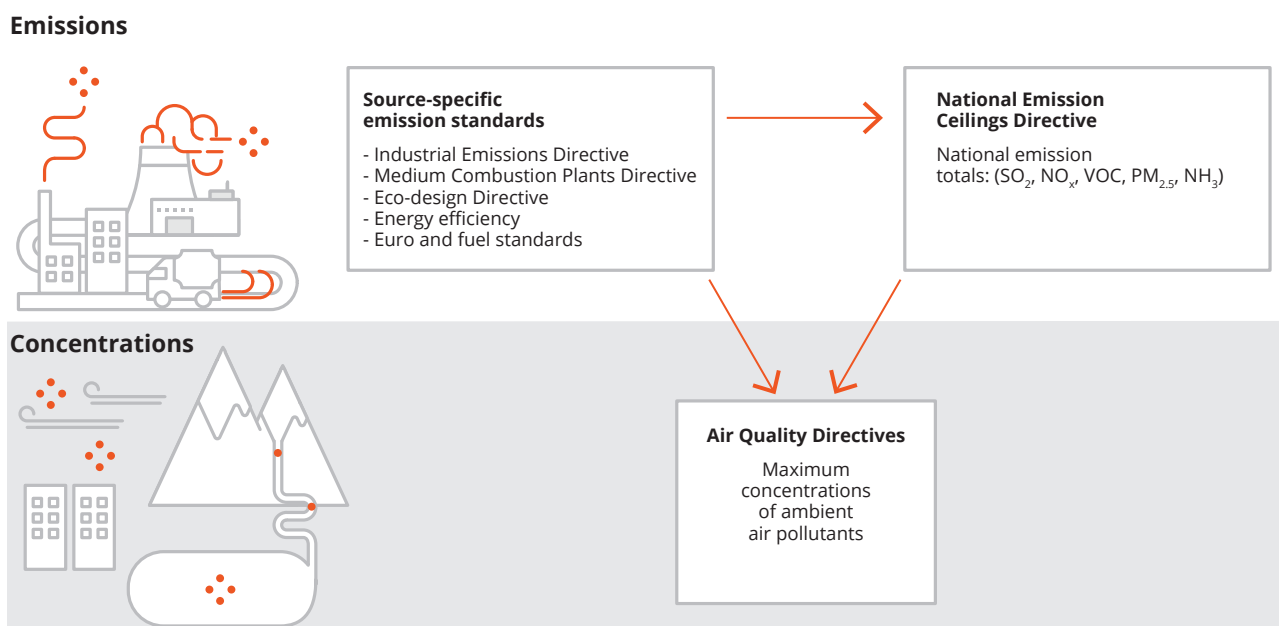 Emissions
Source-specific
emission standards
- Industrial Emissions Directive
- Medium Combustion Plants Directive
- Eco-design Directive
- Energy efficiency
- Euro and fuel standards
National Emission
Ceilings Directive
National emission
totals: (SO₂, NOₓ, VOC, PM₂.₅, NH₃)
Concentrations
Air Quality Directives
Maximum
concentrations
of ambient
air pollutants